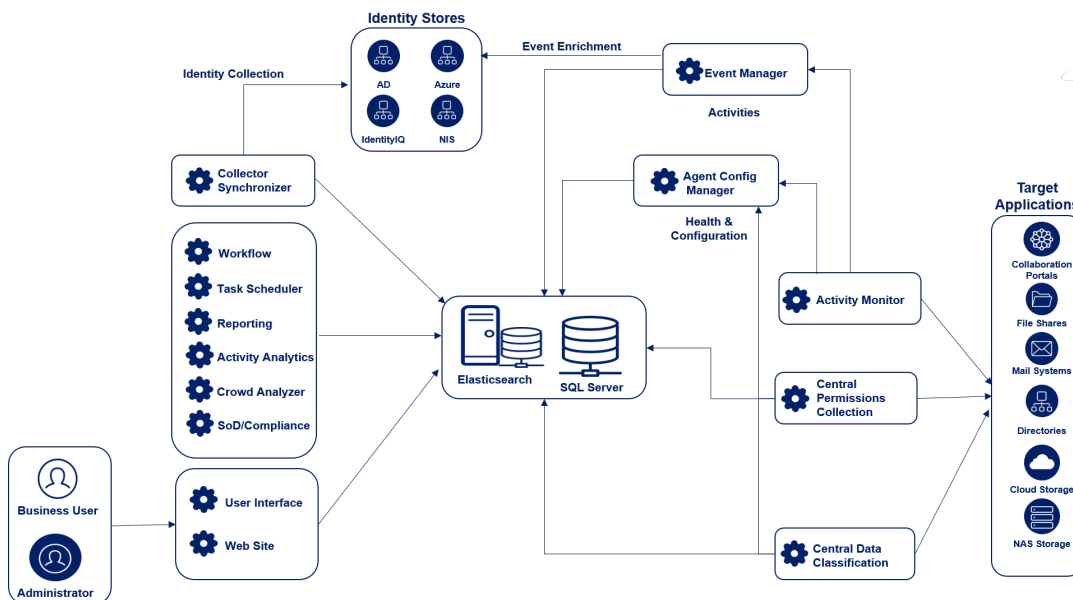 Identity Stores
AD
Azure
IdentityIQ
NIS
Identity Collection
Event Enrichment
Event Manager
Activities
Collector
Synchronizer
Agent Config
Manager
Health &
Configuration
Workflow
Task Scheduler
Reporting
Activity Analytics
Crowd Analyzer
SoD/Compliance
Elasticsearch
SQL Server
Activity Monitor
Central
Permissions
Collection
Central Data
Classification
Target
Applications
Collaboration
Portals
File Shares
Mail Systems
Directories
Cloud Storage
NAS Storage
Business User
Administrator
User Interface
Web Site